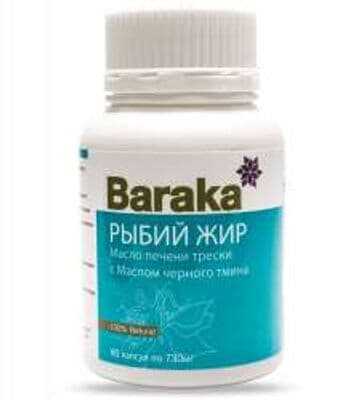 Baraka
РЫБИЙ ЖИР
Масло печени трески
с Маслом черного тмина
100% Natural
90 капсул по 730мг